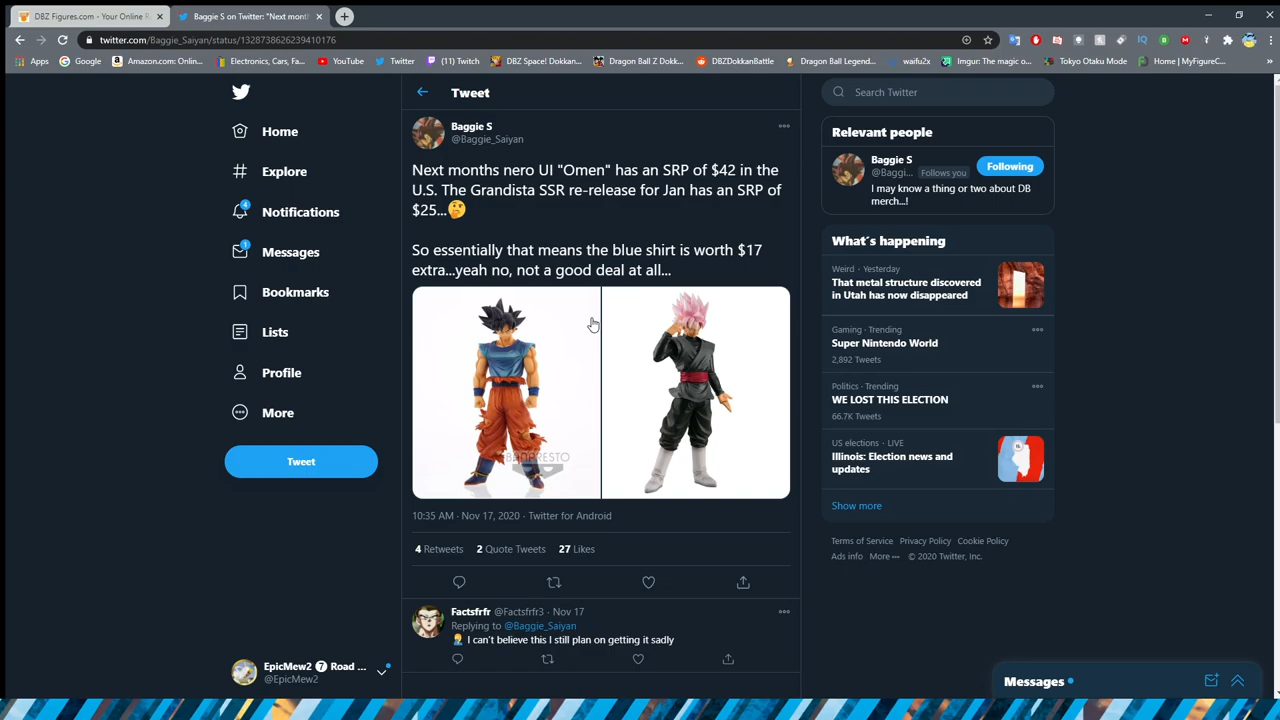 DBZ Figures.com - Your Online R
Baggie S on Twitter: "Next mont
twitter.com/Baggie_Saiyan/status/1328738626239410176
Apps
Google
Amazon.com: Onlin...
Electronics, Cars, Fa...
YouTube
Twitter
(11) Twitch
DBZ Space! Dokkan...
Dragon Ball Z Dokk...
DBZDokkanBattle
Dragon Ball Legend...
waifu2x
Imgur: The magic o...
Tokyo Otaku Mode
Home | MyFigureC...
Home
Explore
4
Notifications
1
Messages
Bookmarks
Lists
Profile
More
Tweet
EpicMew2 7 Road ...
@EpicMew2
Tweet
Baggie S
@Baggie_Saiyan
Next months nero UI "Omen" has an SRP of $42 in the
U.S. The Grandista SSR re-release for Jan has an SRP of
$25...🤔
So essentially that means the blue shirt is worth $17
extra...yeah no, not a good deal at all...
BANPRESTO
10:35 AM · Nov 17, 2020 · Twitter for Android
4 Retweets 2 Quote Tweets 27 Likes
Factsfrfr @Factsfrfr3 · Nov 17
Replying to @Baggie_Saiyan
🤦‍♂️ I can't believe this I still plan on getting it sadly
Search Twitter
Relevant people
Baggie S
@Baggi... Follows you
Following
I may know a thing or two about DB
merch...!
What's happening
Weird · Yesterday
That metal structure discovered
in Utah has now disappeared
Gaming · Trending
Super Nintendo World
2,892 Tweets
Politics · Trending
WE LOST THIS ELECTION
66.7K Tweets
US elections · LIVE
Illinois: Election news and
updates
Show more
Terms of Service Privacy Policy Cookie Policy
Ads info More ··· © 2020 Twitter, Inc.
Messages